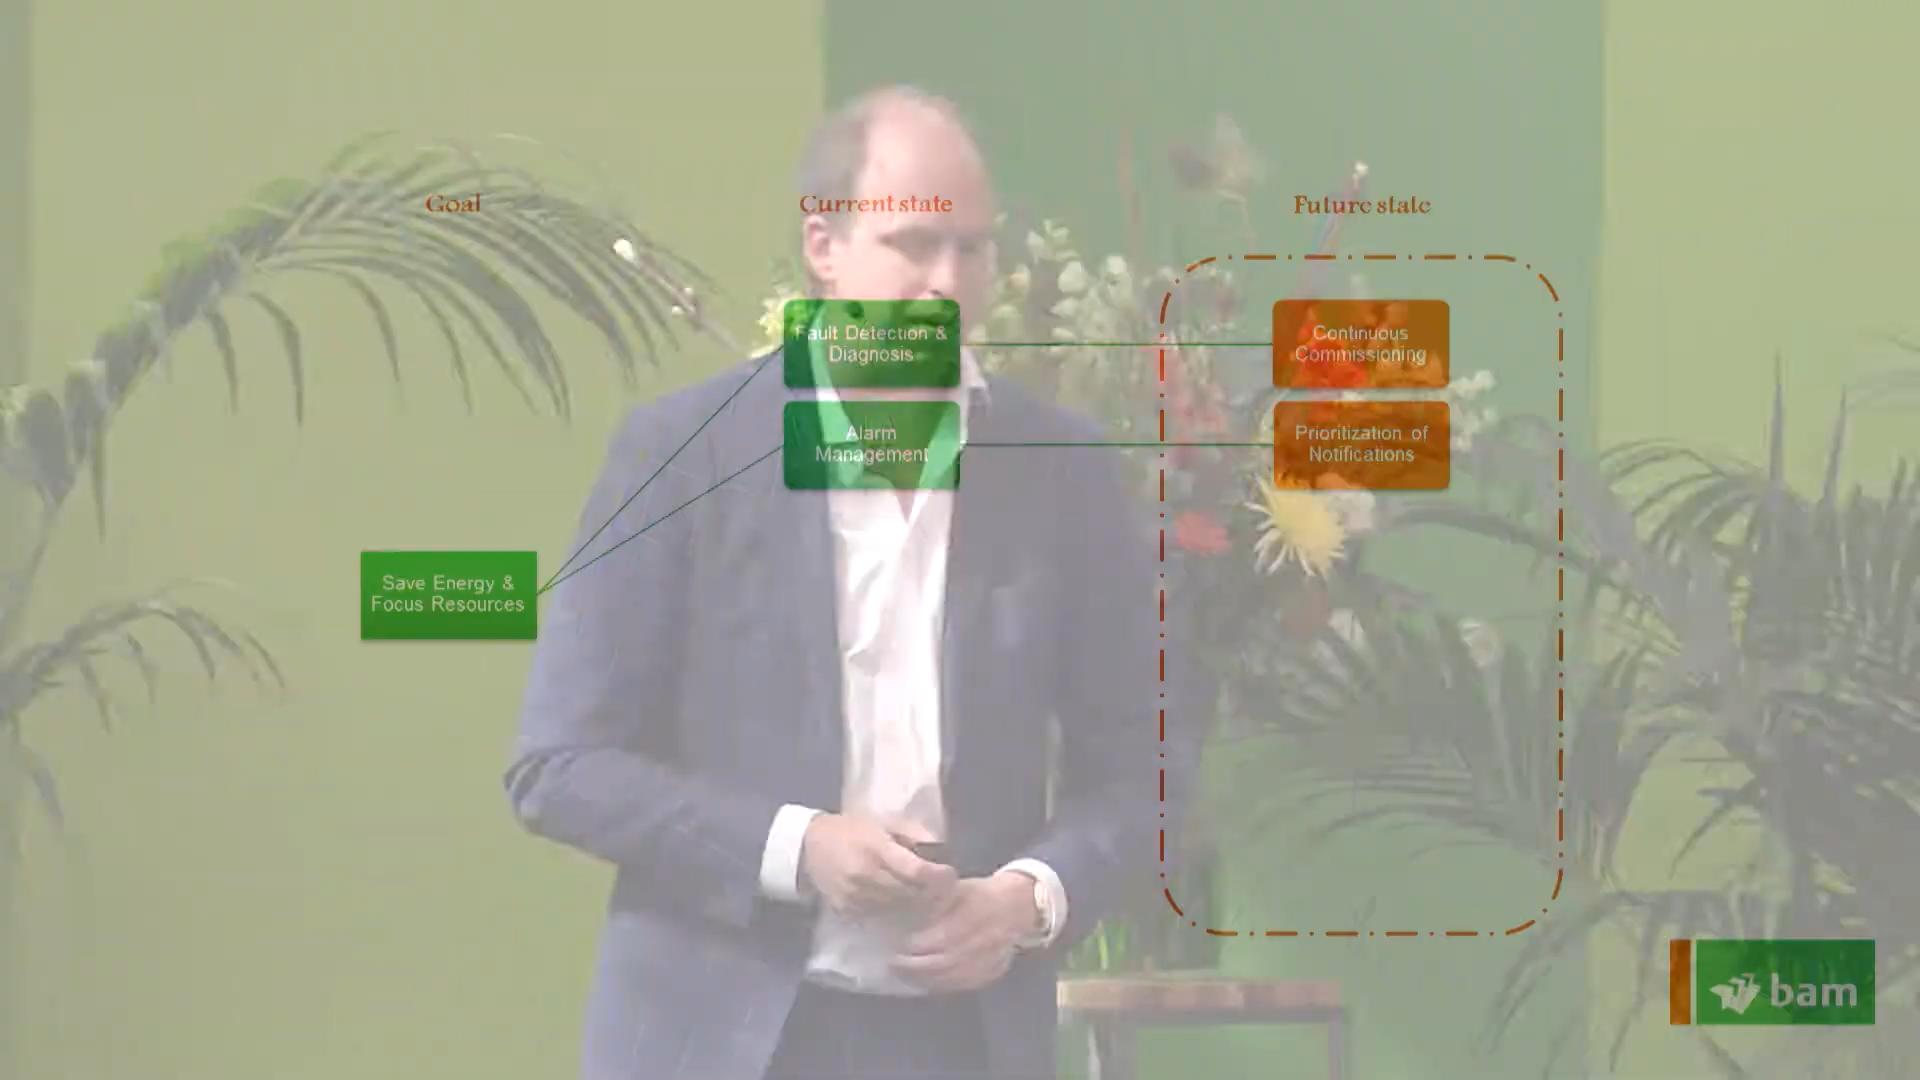 Goal
Current state
Future state
Fault Detection &
Diagnosis
Continuous
Commissioning
Alarm
Management
Prioritization of
Notifications
Save Energy &
Focus Resources
bam